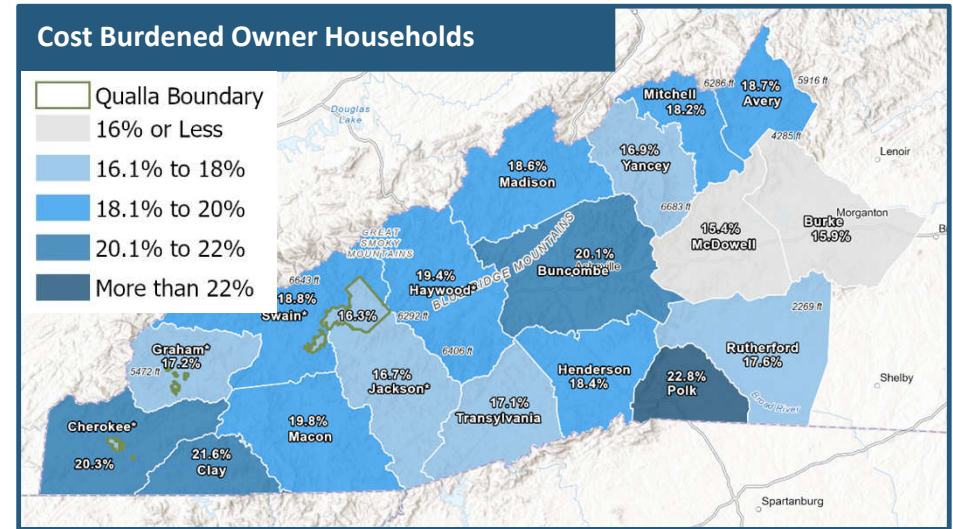 Cost Burdened Owner Households
Qualla Boundary
16% or Less
16.1% to 18%
18.1% to 20%
20.1% to 22%
More than 22%
Douglas
Lake
6286 ft
5916 ft
Mitchell
18.2%
18.7%
Avery
4285 ft
Lenoir
16.9%
Yancey
18.6%
Madison
6683 ft
Morganton
Burke
15.9%
15.4%
McDowell
GREAT
SMOKY
MOUNTAINS
BLUE RIDGE MOUNTAINS
20.1%
Buncombe
19.4%
Haywood*
6643 ft
18.8%
Swain*
16.3%
6292 ft
2269 ft
Graham*
17.2%
5472 ft
6406 ft
Rutherford
17.6%
Henderson
18.4%
22.8%
Polk
Shelby
16.7%
Jackson*
17.1%
Transylvania
Broad River
19.8%
Macon
Cherokee*
20.3%
21.6%
Clay
Spartanburg